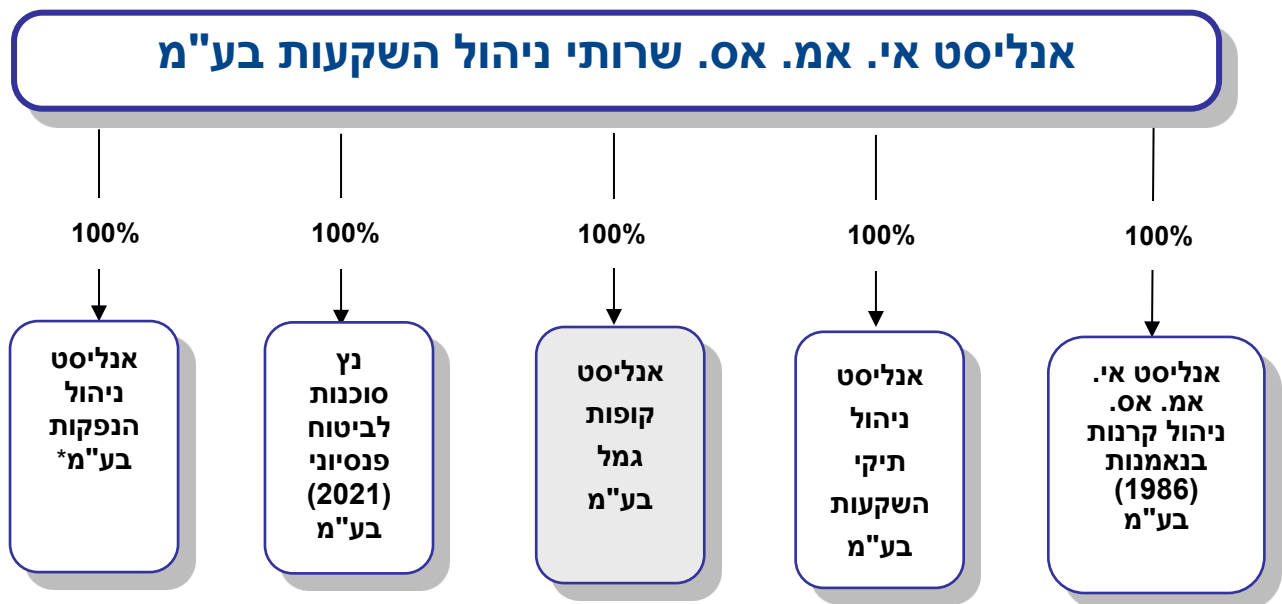 אנליסט אי. אמ. אס. שרותי ניהול השקעות בע"מ
100%
100%
100%
100%
100%
אנליסט אי.
אמ. אס.
ניהול קרנות
בנאמנות
(1986)
בע"מ
אנליסט
ניהול
תיקי
השקעות
בע"מ
אנליסט
קופות
גמל
בע"מ
נץ
סוכנות
לביטוח
פנסיוני
(2021)
בע"מ
אנליסט
ניהול
הנפקות
בע"מ*